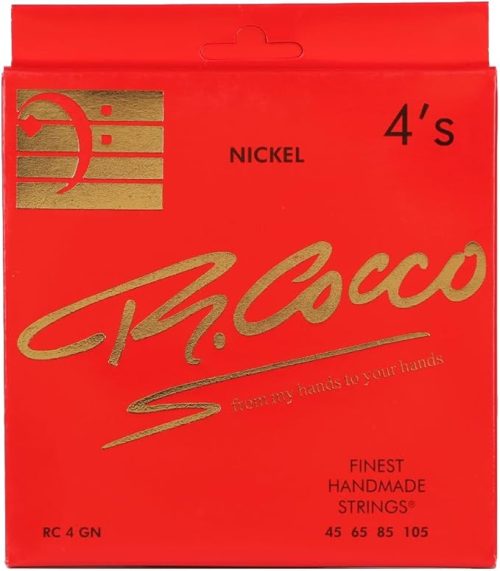 4's
NICKEL
R. Cocco
from my hands to your hands
FINEST
HANDMADE
STRINGS®
RC 4 GN
45 65 85 105